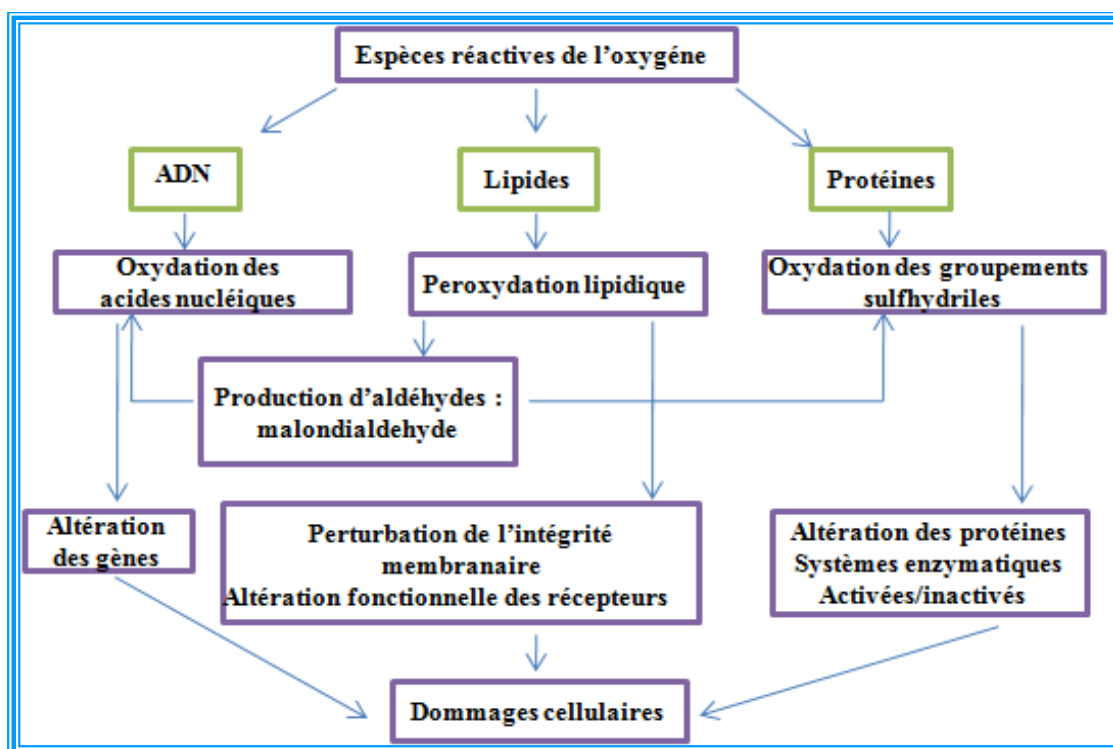 Espèces réactives de l'oxygéne
ADN
Lipides
Protéines
Oxydation des
acides nucléiques
Peroxydation lipidique
Oxydation des groupements
sulfhydriles
Production d'aldéhydes :
malondialdehyde
Altération
des gènes
Perturbation de l'intégrité
membranaire
Altération fonctionnelle des récepteurs
Altération des protéines
Systèmes enzymatiques
Activées/inactivés
Dommages cellulaires